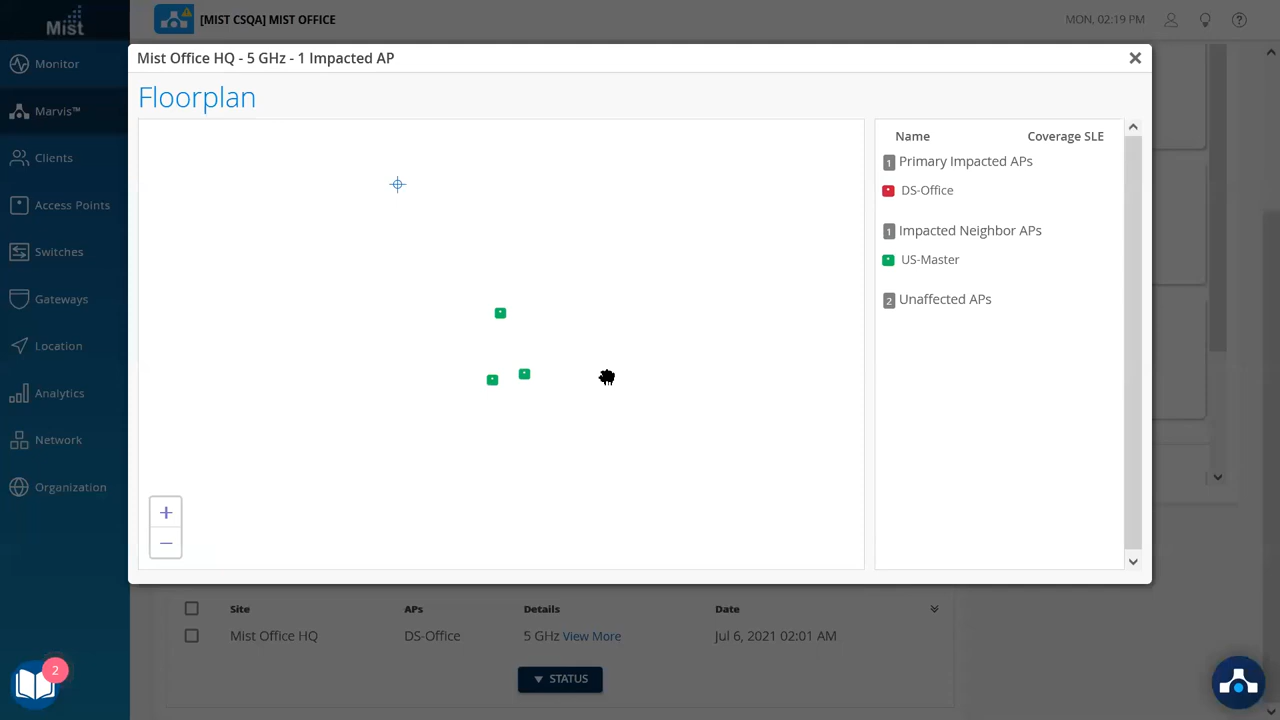 Mist
[MIST CSQA] MIST OFFICE
MON, 02:19 PM
Monitor
Marvis™
Clients
Access Points
Switches
Gateways
Location
Analytics
Network
Organization
2
Mist Office HQ - 5 GHz - 1 Impacted AP
Floorplan
Name Coverage SLE
1 Primary Impacted APs
DS-Office
1 Impacted Neighbor APs
US-Master
2 Unaffected APs
Site APs Details Date
Mist Office HQ DS-Office 5 GHz View More Jul 6, 2021 02:01 AM
STATUS